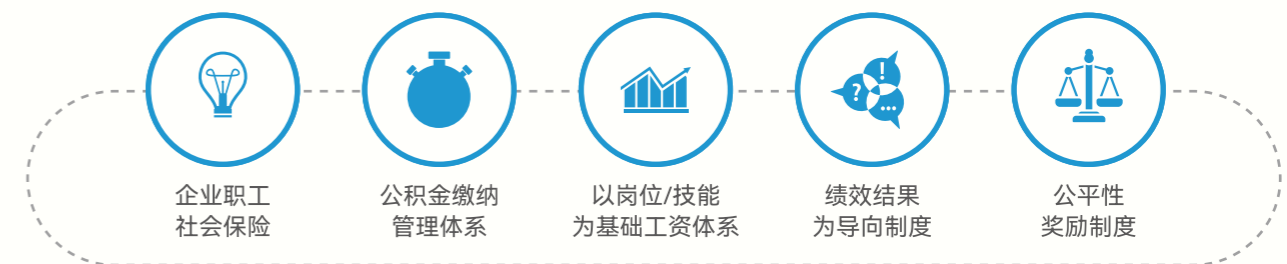 企业职工
社会保险
公积金缴纳
管理体系
以岗位/技能
为基础工资体系
绩效结果
为导向制度
公平性
奖励制度